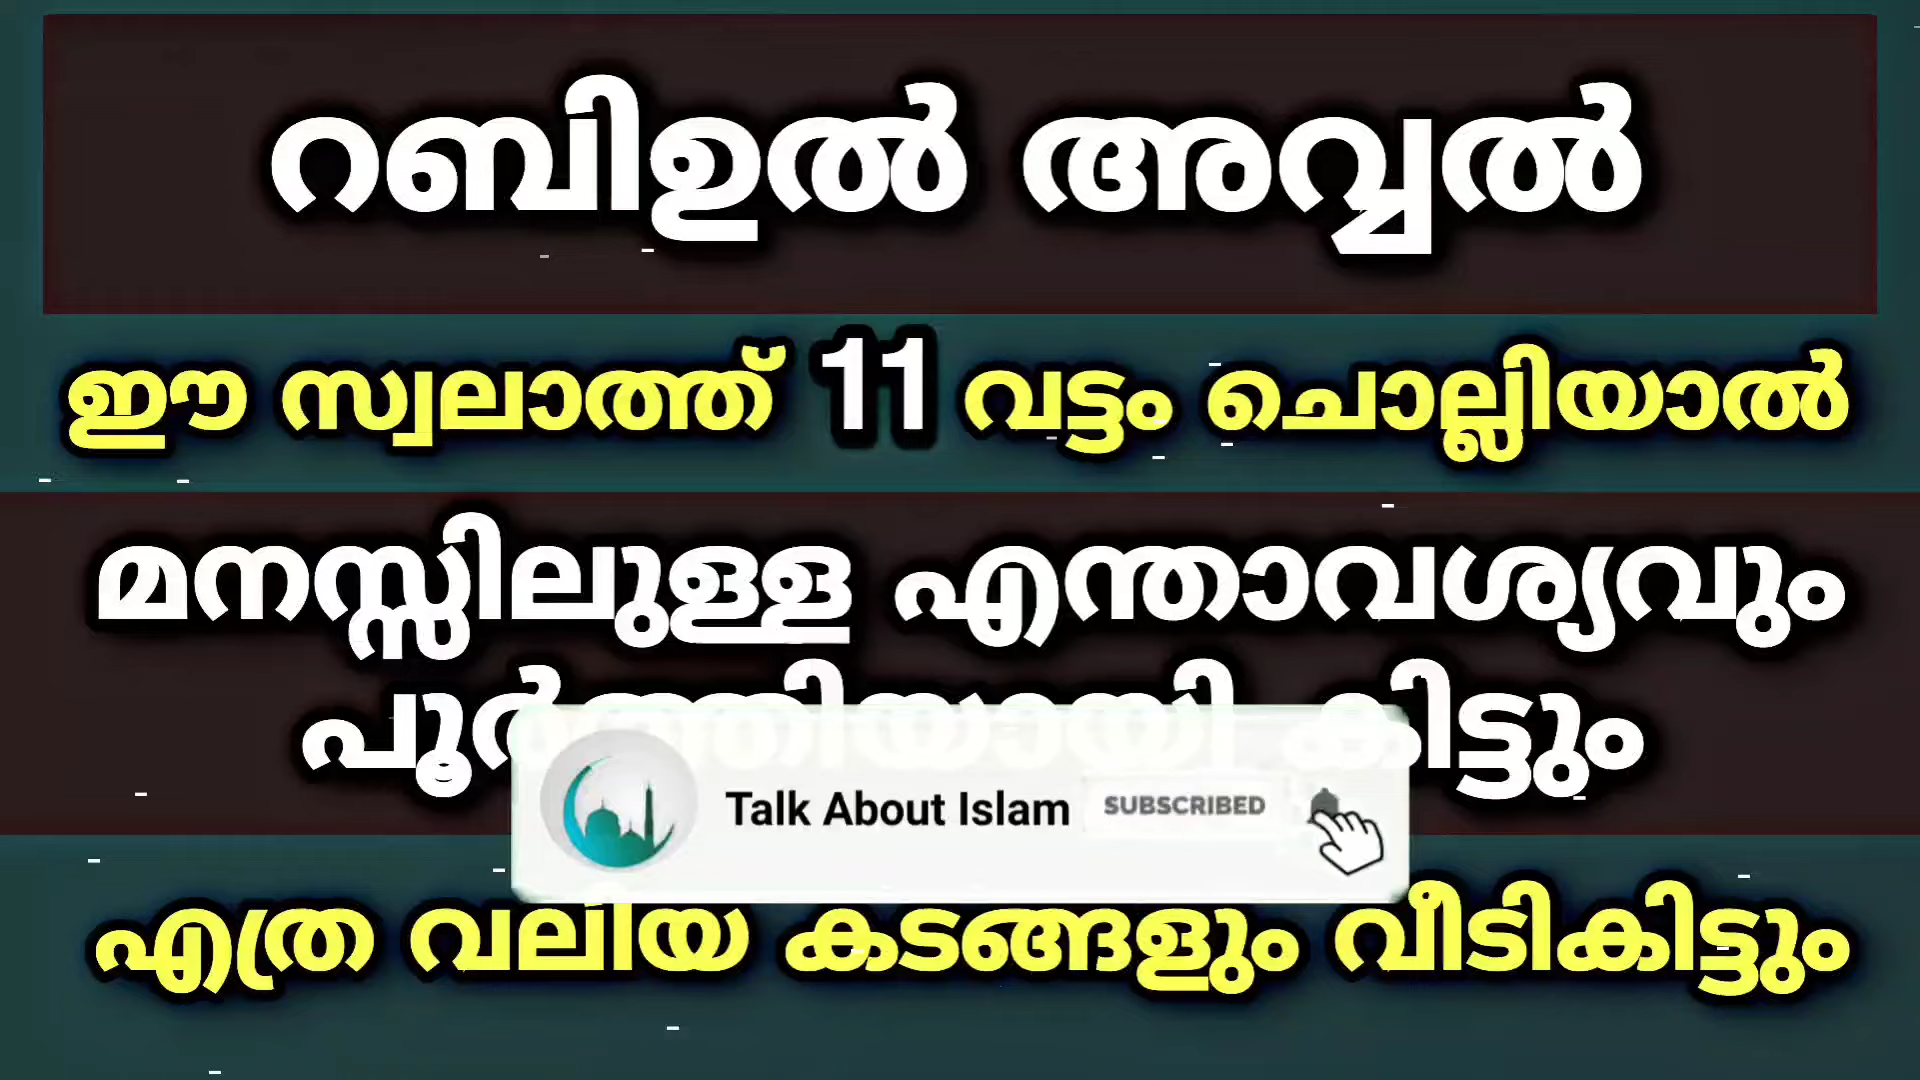 റബിഉൽ അവ്വൽ
ഈ സ്വലാത്ത് 11 വട്ടം ചൊല്ലിയാൽ
മനസ്സിലുള്ള എന്താവശ്യവും
പൂർത്തിയായി കിട്ടും
Talk About Islam SUBSCRIBED
എത്ര വലിയ കടങ്ങളും വീടികിട്ടും